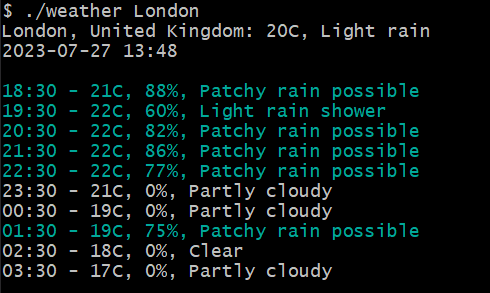 $ ./weather London
London, United Kingdom: 20C, Light rain
2023-07-27 13:48
18:30 - 21C, 88%, Patchy rain possible
19:30 - 22C, 60%, Light rain shower
20:30 - 22C, 82%, Patchy rain possible
21:30 - 22C, 86%, Patchy rain possible
22:30 - 22C, 77%, Patchy rain possible
23:30 - 21C, 0%, Partly cloudy
00:30 - 19C, 0%, Partly cloudy
01:30 - 19C, 75%, Patchy rain possible
02:30 - 18C, 0%, Clear
03:30 - 17C, 0%, Partly cloudy